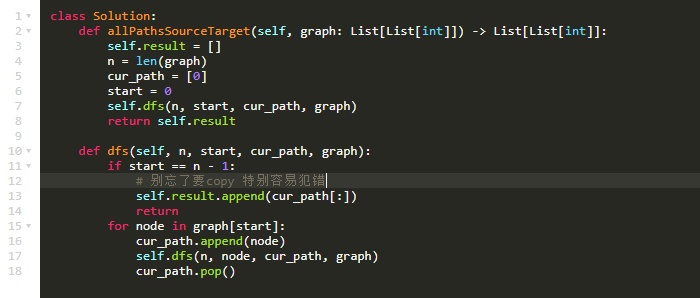 1 class Solution:
2     def allPathsSourceTarget(self, graph: List[List[int]]) -> List[List[int]]:
3         self.result = []
4         n = len(graph)
5         cur_path = [0]
6         start = 0
7         self.dfs(n, start, cur_path, graph)
8         return self.result
9
10     def dfs(self, n, start, cur_path, graph):
11         if start == n - 1:
12             # 别忘了要copy 特别容易犯错
13             self.result.append(cur_path[:])
14             return
15         for node in graph[start]:
16             cur_path.append(node)
17             self.dfs(n, node, cur_path, graph)
18             cur_path.pop()